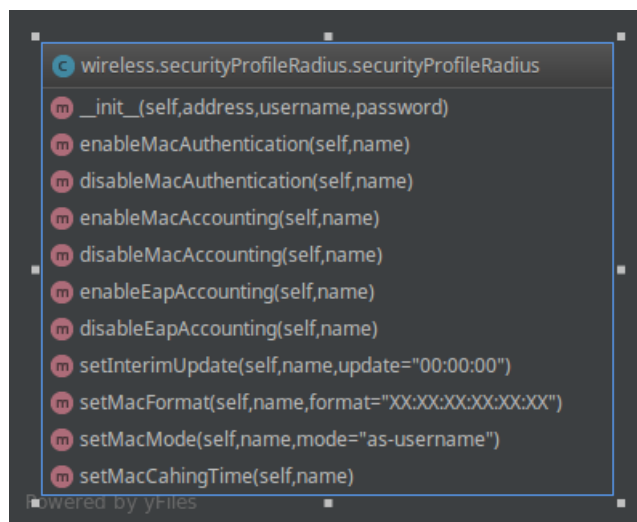 C wireless.securityProfileRadius.securityProfileRadius
m __init__(self,address,username,password)
m enableMacAuthentication(self,name)
m disableMacAuthentication(self,name)
m enableMacAccounting(self,name)
m disableMacAccounting(self,name)
m enableEapAccounting(self,name)
m disableEapAccounting(self,name)
m setInterimUpdate(self,name,update="00:00:00")
m setMacFormat(self,name,format="XX:XX:XX:XX:XX:XX")
m setMacMode(self,name,mode="as-username")
m setMacCahingTime(self,name)
Powered by yFiles